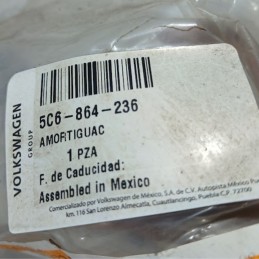 VOLKSWAGEN
GROUP
5C6-864-236
AMORTIGUAC
1 PZA
F. de Caducidad:
Assembled in Mexico
Comercializado por Volkswagen de México, S.A. de C.V. Autopista México Pue
km. 116 San Lorenzo Almecatla, Cuautlancingo, Puebla C.P. 72700